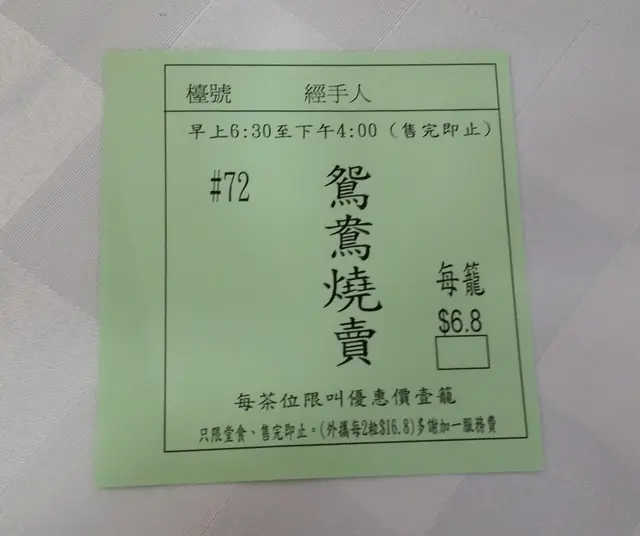 檯號 經手人
早上6:30至下午4:00(售完即止)
#72
鴛鴦燒賣
每籠
$6.8
每茶位限叫優惠價壹籠
只限堂食、售完即止。(外攜每2粒$16.8)多謝加一服務費